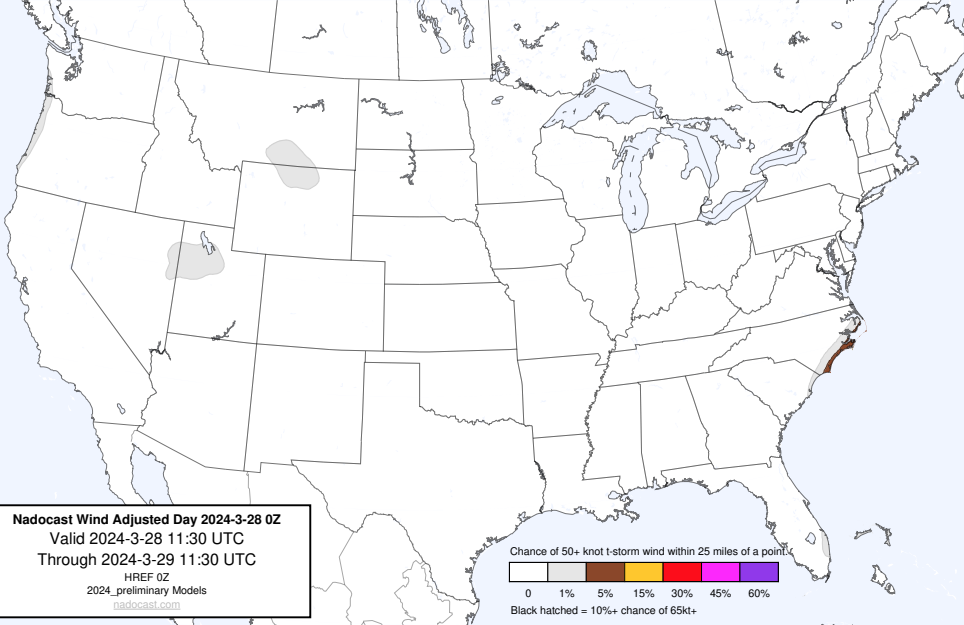 Nadocast Wind Adjusted Day 2024-3-28 0Z
Valid 2024-3-28 11:30 UTC
Through 2024-3-29 11:30 UTC
HREF 0Z
2024_preliminary Models
nadocast.com
Chance of 50+ knot t-storm wind within 25 miles of a point.
0 1% 5% 15% 30% 45% 60%
Black hatched = 10%+ chance of 65kt+